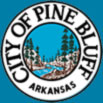 CITY OF PINE BLUFF
ARKANSAS